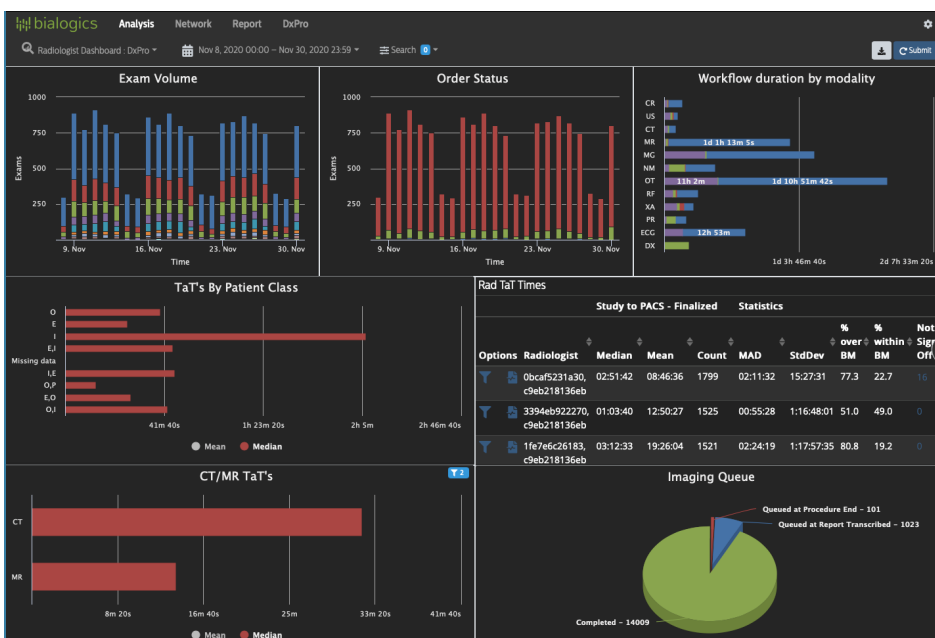 bialogics Analysis Network Report DxPro
Radiologist Dashboard : DxPro Nov 8, 2020 00:00 – Nov 30, 2020 23:59 Search 0 Submit
Exam Volume
1000
750
500
250
Exams
9. Nov 16. Nov 23. Nov 30. Nov
Time
Order Status
1000
750
500
250
Exams
9. Nov 16. Nov 23. Nov 30. Nov
Time
Workflow duration by modality
CR
US
CT
MR 1d 1h 13m 5s
MG
NM
OT 11h 2m 1d 10h 51m 42s
RF
XA
PR
ECG 12h 53m
DX
1d 3h 46m 40s 2d 7h 33m 20s
TaT's By Patient Class
O
E
I
E,I
Missing data
I,E
O,P
E,O
O,I
41m 40s 1h 23m 20s 2h 5m 2h 46m 40s
Mean Median
Rad TaT Times
Study to PACS - Finalized Statistics
Options Radiologist Median Mean Count MAD StdDev % over BM % within BM Not Sign Off
0bcaf5231a30, 02:51:42 08:46:36 1799 02:11:32 15:27:31 77.3 22.7 16
c9eb218136eb
3394eb922270, 01:03:40 12:50:27 1525 00:55:28 1:16:48:01 51.0 49.0 0
c9eb218136eb
1fe7e6c26183, 03:12:33 19:26:04 1521 02:24:19 1:17:57:35 80.8 19.2 0
c9eb218136eb
CT/MR TaT's 2
CT
MR
8m 20s 16m 40s 25m 33m 20s 41m 40s
Mean Median
Imaging Queue
Queued at Procedure End – 101
Queued at Report Transcribed – 1023
Completed – 14009